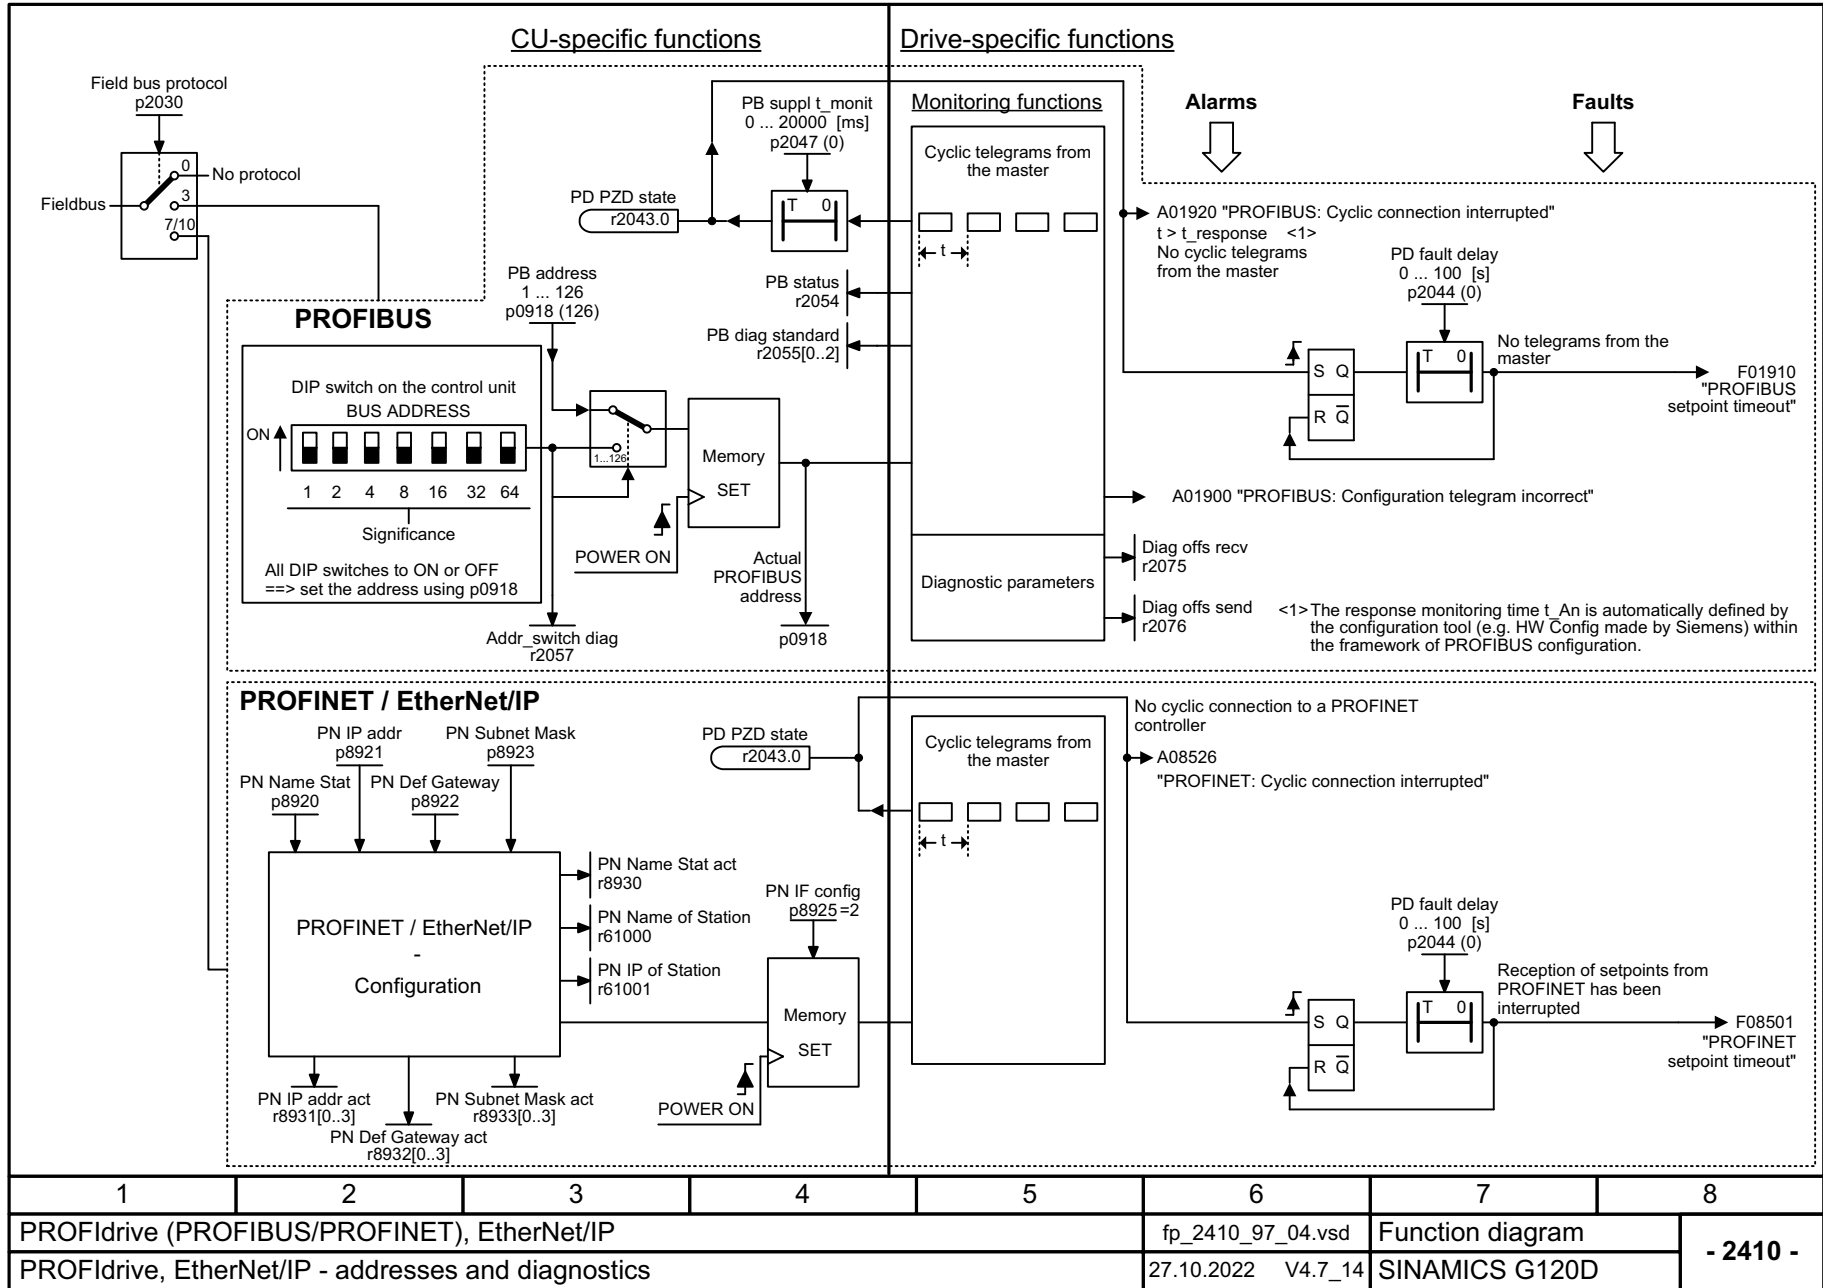 CU-specific functions
Drive-specific functions
Field bus protocol
p2030
0
No protocol
Fieldbus
3
7/10
PB suppl t_monit
0 ... 20000 [ms]
p2047 (0)
T 0
PD PZD state
r2043.0
Monitoring functions
Cyclic telegrams from
the master
t
Alarms
Faults
A01920 "PROFIBUS: Cyclic connection interrupted"
t > t_response <1>
No cyclic telegrams
from the master
PD fault delay
0 ... 100 [s]
p2044 (0)
T 0
S Q
R Q̅
No telegrams from the
master
F01910
"PROFIBUS
setpoint timeout"
PB status
r2054
PB diag standard
r2055[0..2]
PROFIBUS
PB address
1 ... 126
p0918 (126)
DIP switch on the control unit
BUS ADDRESS
ON
1 2 4 8 16 32 64
Significance
All DIP switches to ON or OFF
==> set the address using p0918
1...126
Memory
SET
POWER ON
Actual
PROFIBUS
address
p0918
Addr_switch diag
r2057
A01900 "PROFIBUS: Configuration telegram incorrect"
Diagnostic parameters
Diag offs recv
r2075
Diag offs send
r2076
<1> The response monitoring time t_An is automatically defined by
the configuration tool (e.g. HW Config made by Siemens) within
the framework of PROFIBUS configuration.
PROFINET / EtherNet/IP
PN IP addr
p8921
PN Subnet Mask
p8923
PN Name Stat
p8920
PN Def Gateway
p8922
PROFINET / EtherNet/IP
-
Configuration
PN Name Stat act
r8930
PN Name of Station
r61000
PN IP of Station
r61001
PN IP addr act
r8931[0..3]
PN Def Gateway act
r8932[0..3]
PN Subnet Mask act
r8933[0..3]
PD PZD state
r2043.0
PN IF config
p8925=2
Memory
SET
POWER ON
Cyclic telegrams from
the master
t
No cyclic connection to a PROFINET
controller
A08526
"PROFINET: Cyclic connection interrupted"
PD fault delay
0 ... 100 [s]
p2044 (0)
T 0
S Q
R Q̅
Reception of setpoints from
PROFINET has been
interrupted
F08501
"PROFINET
setpoint timeout"
1 2 3 4 5 6 7 8
PROFIdrive (PROFIBUS/PROFINET), EtherNet/IP
fp_2410_97_04.vsd
Function diagram
- 2410 -
PROFIdrive, EtherNet/IP - addresses and diagnostics
27.10.2022 V4.7_14
SINAMICS G120D